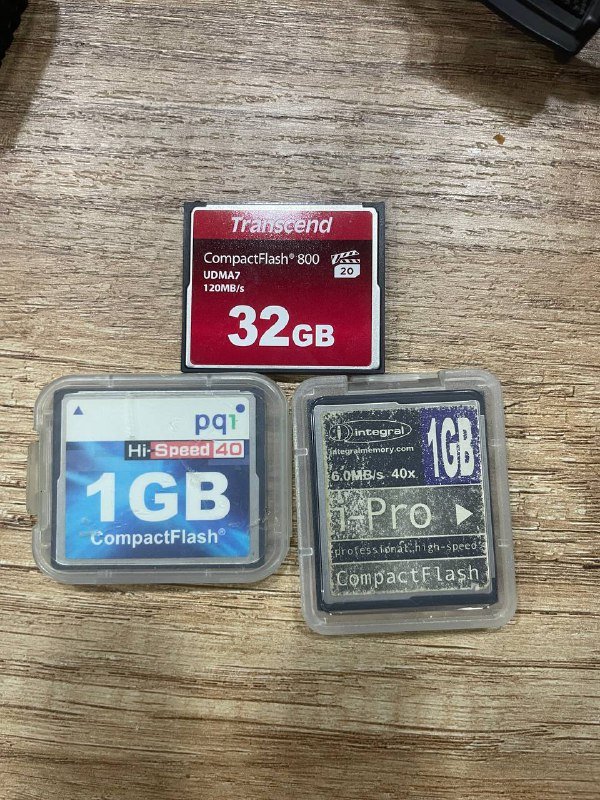 Transcend
CompactFlash® 800
20
UDMA7
120MB/s
32GB
pqi
Hi-Speed 40
1GB
CompactFlash®
integral
integralmemory.com
1GB
6.0MB/s 40x
i-Pro
professional high-speed
CompactFlash